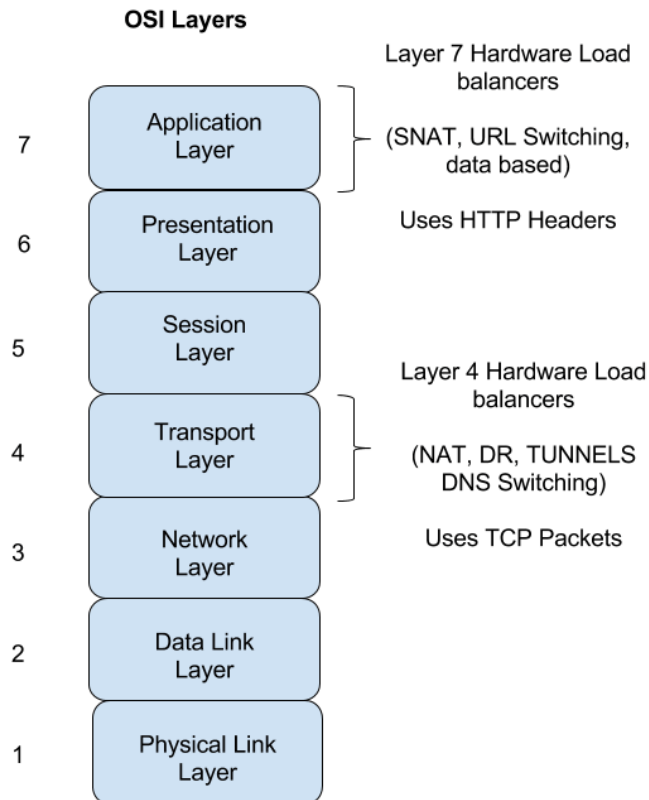 OSI Layers
Layer 7 Hardware Load
balancers
7
Application
Layer
(SNAT, URL Switching,
data based)
6
Presentation
Layer
Uses HTTP Headers
5
Session
Layer
Layer 4 Hardware Load
balancers
4
Transport
Layer
(NAT, DR, TUNNELS
DNS Switching)
3
Network
Layer
Uses TCP Packets
2
Data Link
Layer
1
Physical Link
Layer